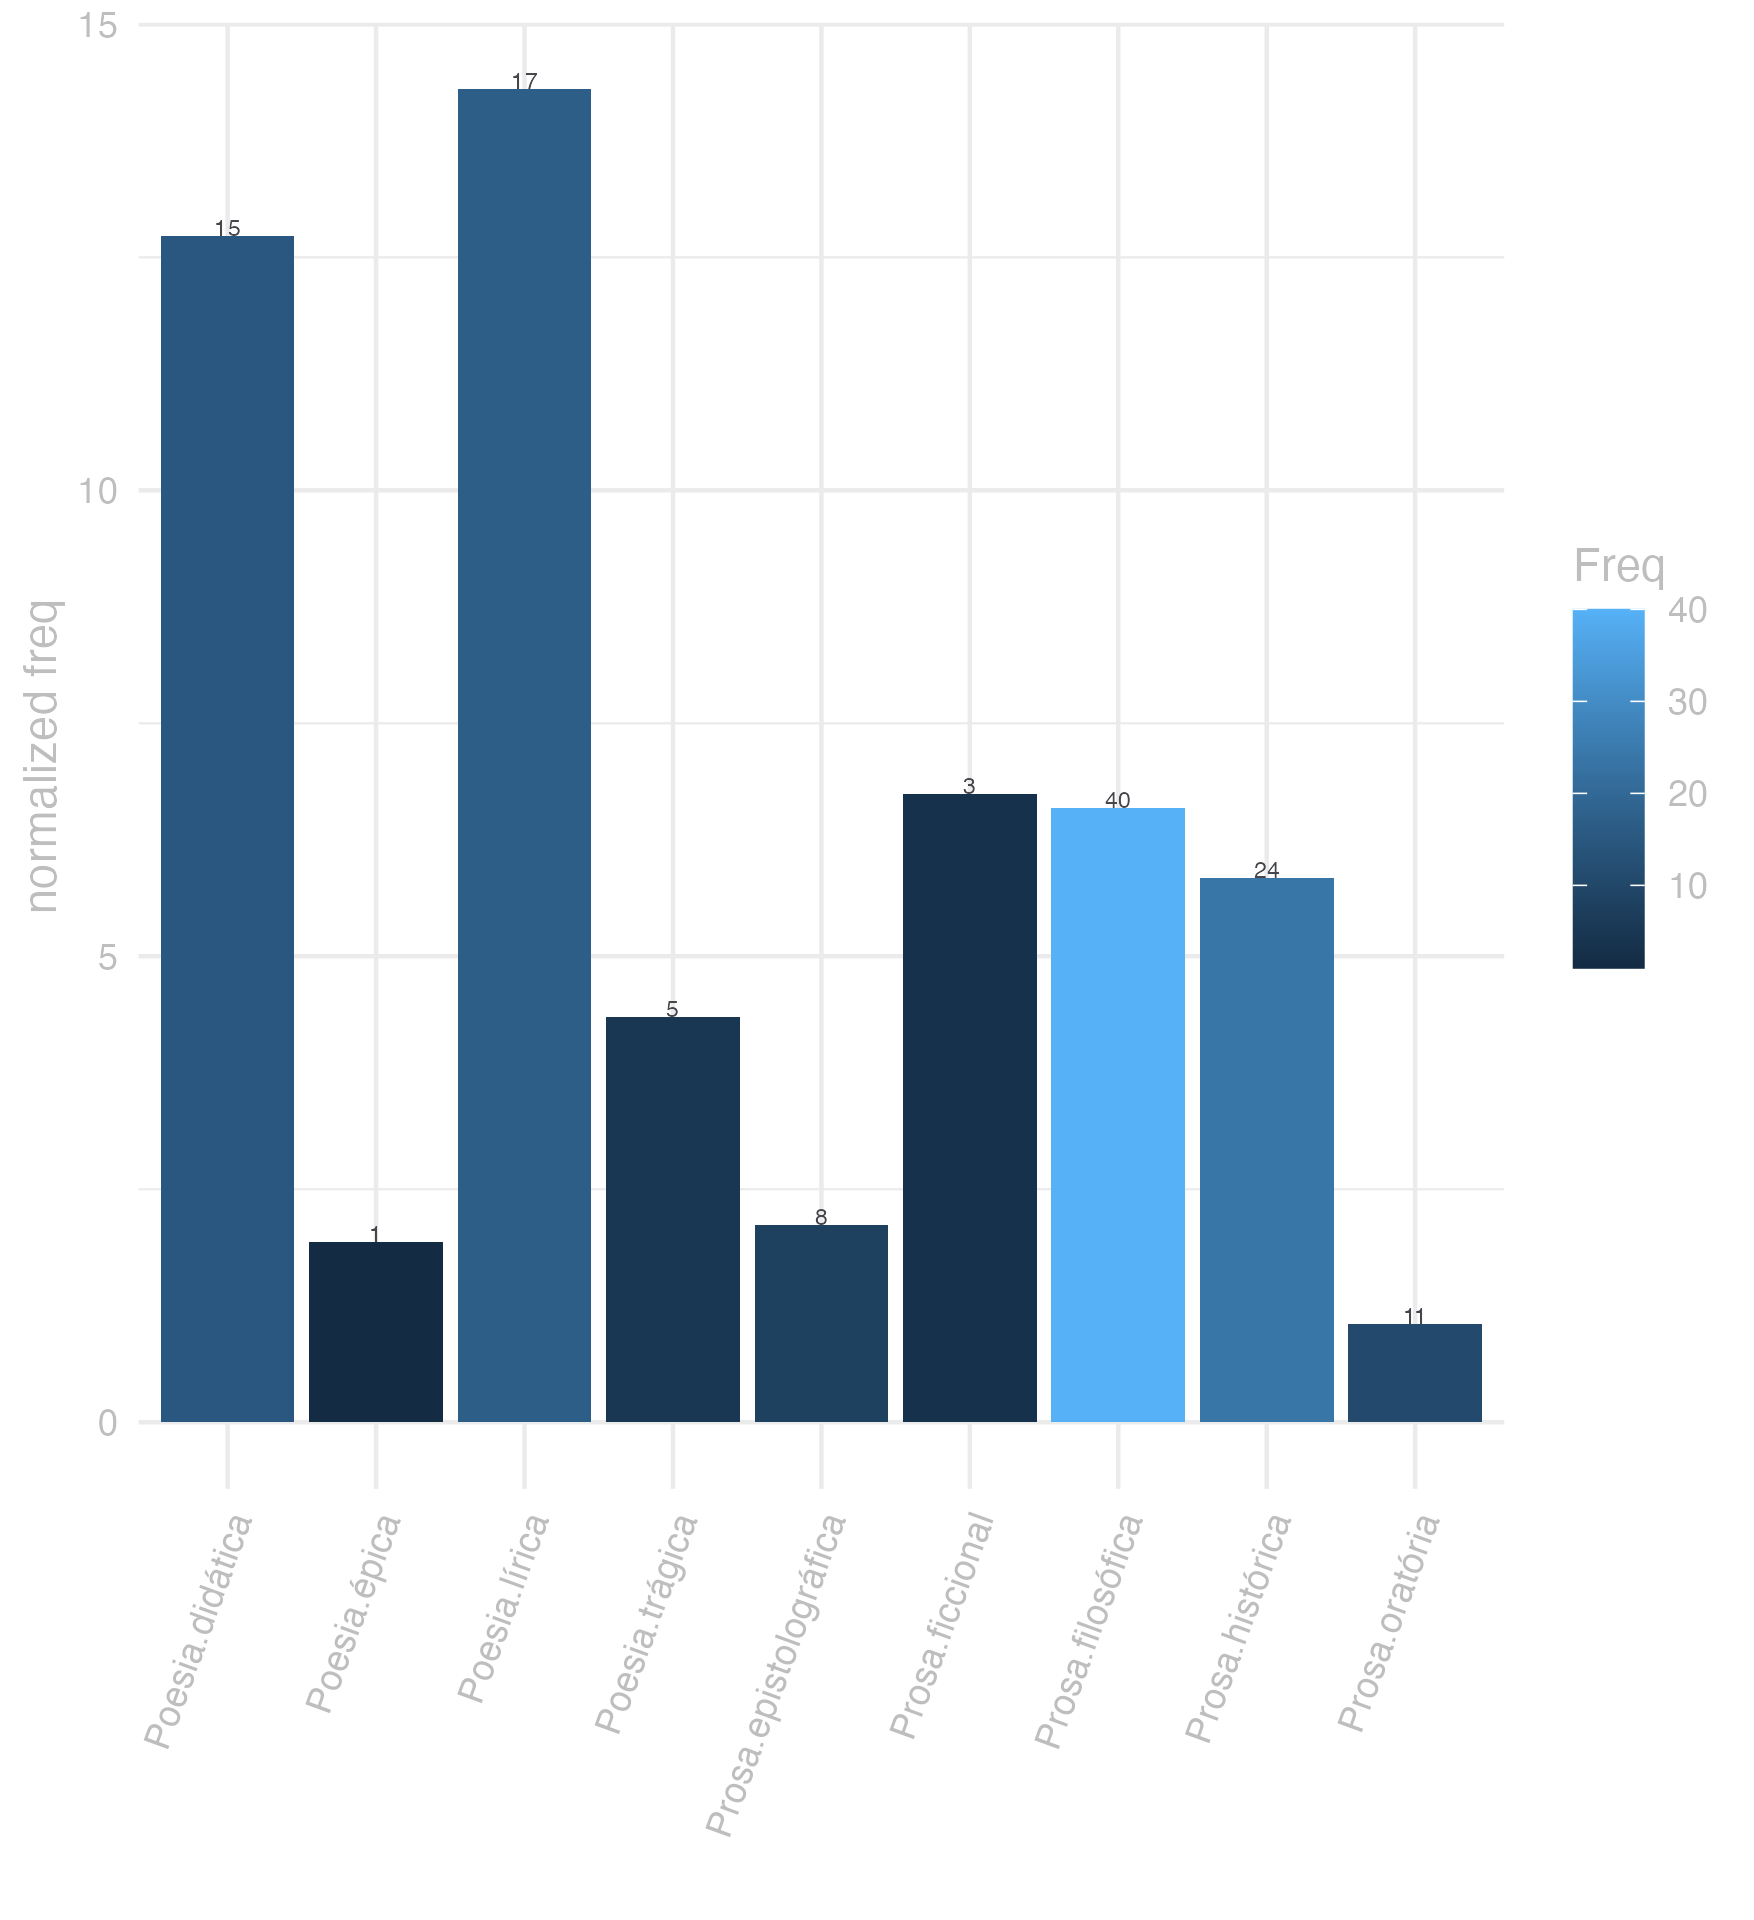 15
10
5
0
normalized freq
15
1
17
5
8
3
40
24
11
Poesia.didática
Poesia.épica
Poesia.lírica
Poesia.trágica
Prosa.epistolográfica
Prosa.ficcional
Prosa.filosófica
Prosa.histórica
Prosa.oratória
Freq
40
30
20
10